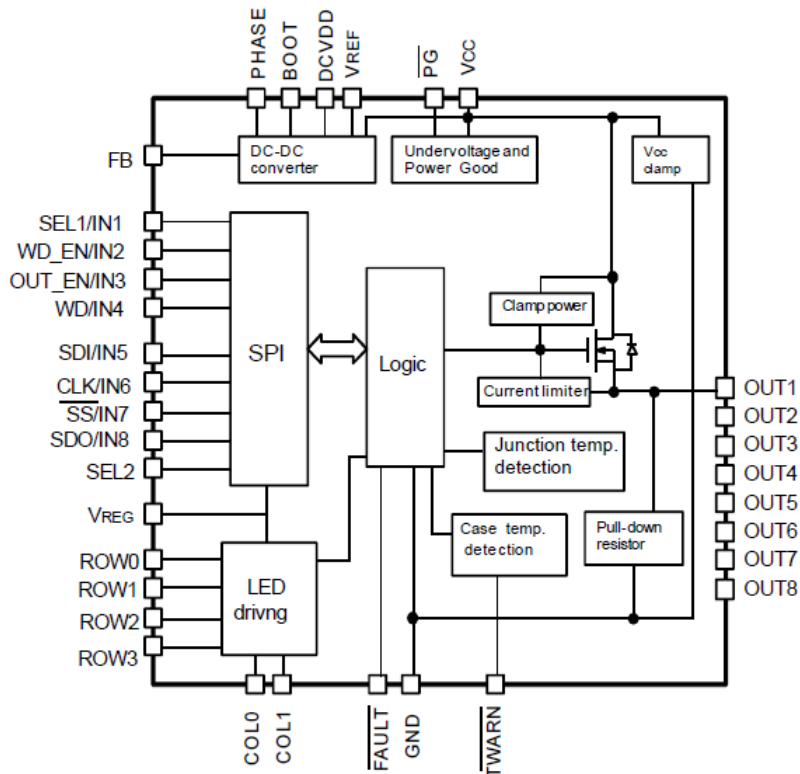 PHASE
BOOT
DCVDD
VREF
PG
VCC
FB
DC-DC
converter
Undervoltage and
Power Good
Vcc
clamp
SEL1/IN1
WD_EN/IN2
OUT_EN/IN3
WD/IN4
SDI/IN5
CLK/IN6
SS/IN7
SDO/IN8
SEL2
VREG
ROW0
ROW1
ROW2
ROW3
SPI
Logic
Clamp power
Current limiter
Junction temp.
detection
Case temp.
detection
Pull-down
resistor
LED
drivng
OUT1
OUT2
OUT3
OUT4
OUT5
OUT6
OUT7
OUT8
COL0
COL1
FAULT
GND
TWARN